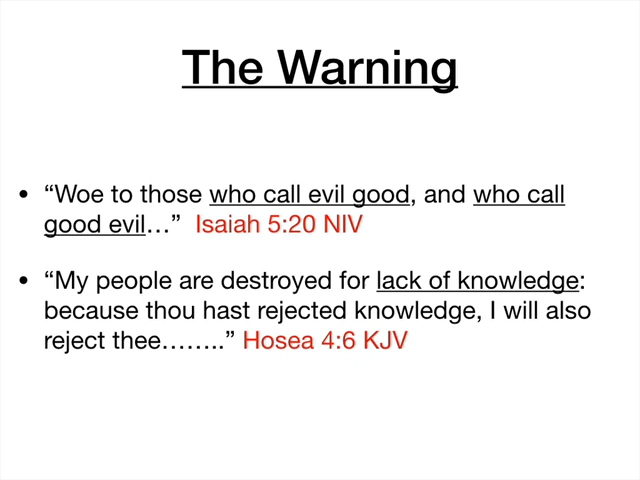 The Warning
• “Woe to those who call evil good, and who call
good evil…” Isaiah 5:20 NIV
• “My people are destroyed for lack of knowledge:
because thou hast rejected knowledge, I will also
reject thee……..” Hosea 4:6 KJV